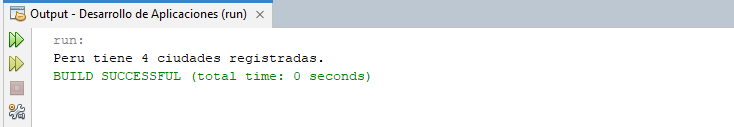 Output - Desarrollo de Aplicaciones (run)
run:
Peru tiene 4 ciudades registradas.
BUILD SUCCESSFUL (total time: 0 seconds)